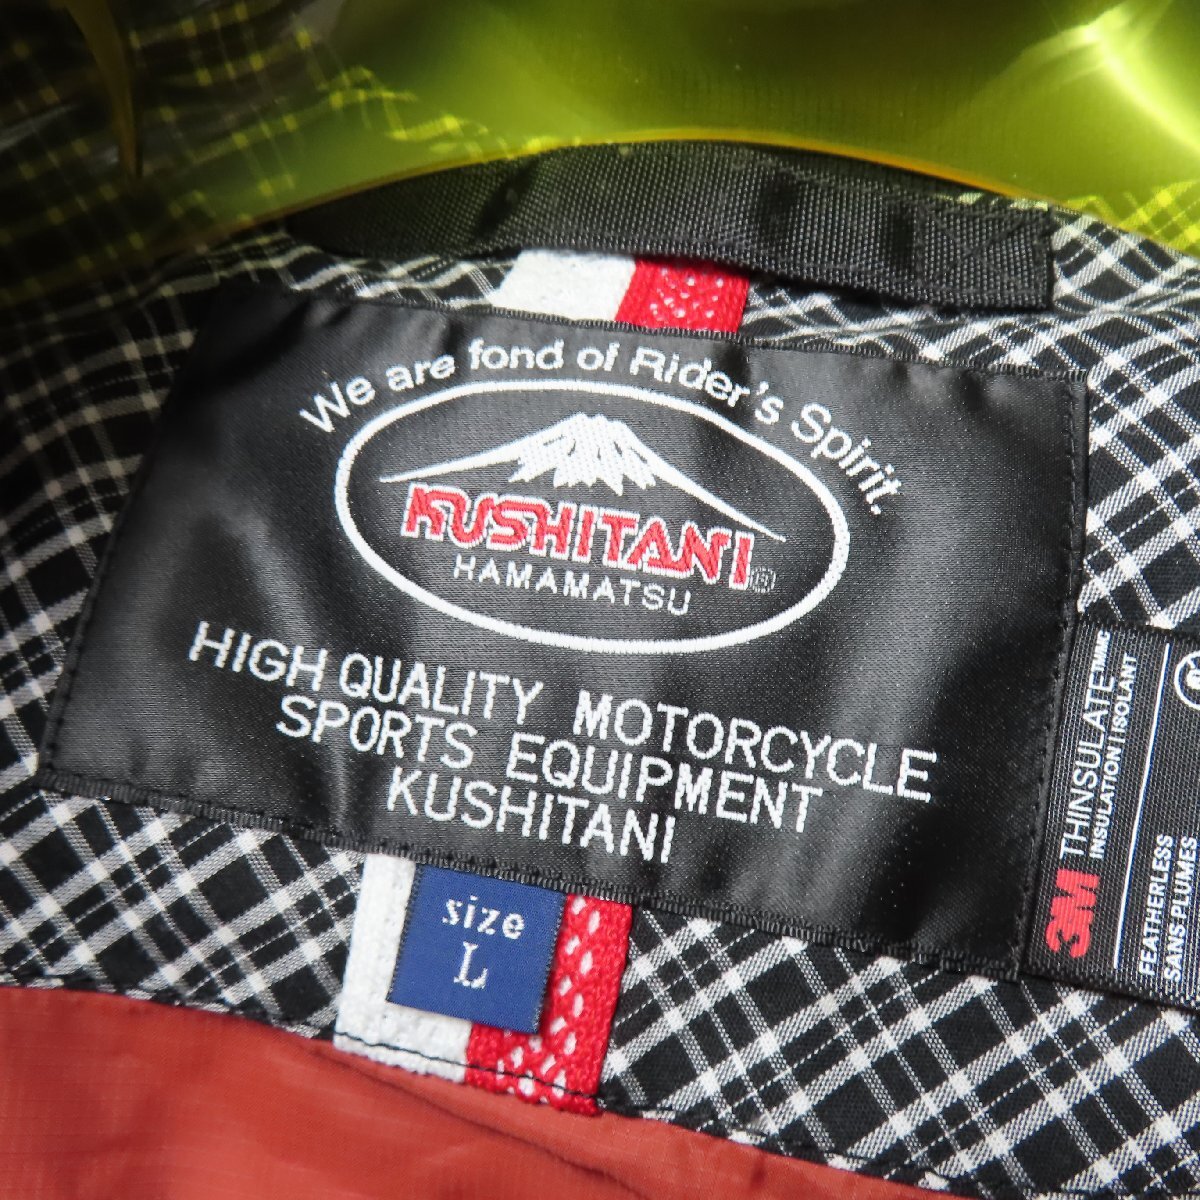 We are fond of Rider's Spirit.
KUSHITANI®
HAMAMATSU
HIGH QUALITY MOTORCYCLE
SPORTS EQUIPMENT
KUSHITANI
size
L
3M THINSULATE™MC
INSULATION | ISOLANT
FEATHERLESS
SANS PLUMES